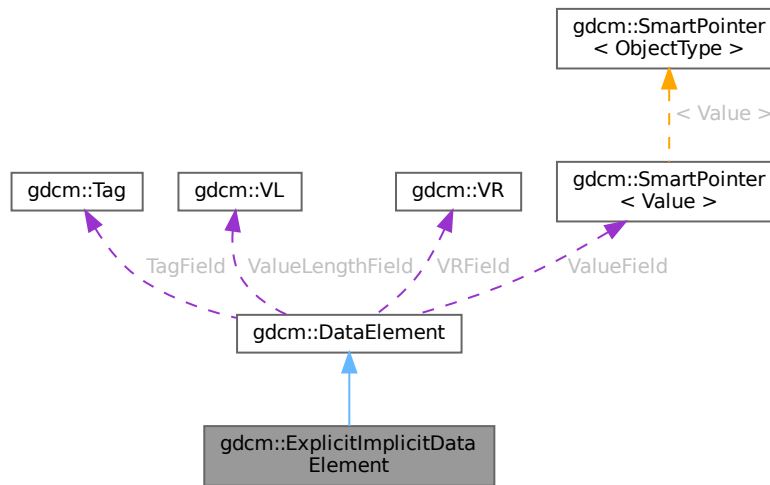 gdcm::SmartPointer
< ObjectType >
< Value >
gdcm::Tag
gdcm::VL
gdcm::VR
gdcm::SmartPointer
< Value >
TagField
ValueLengthField
VRField
ValueField
gdcm::DataElement
gdcm::ExplicitImplicitData
Element